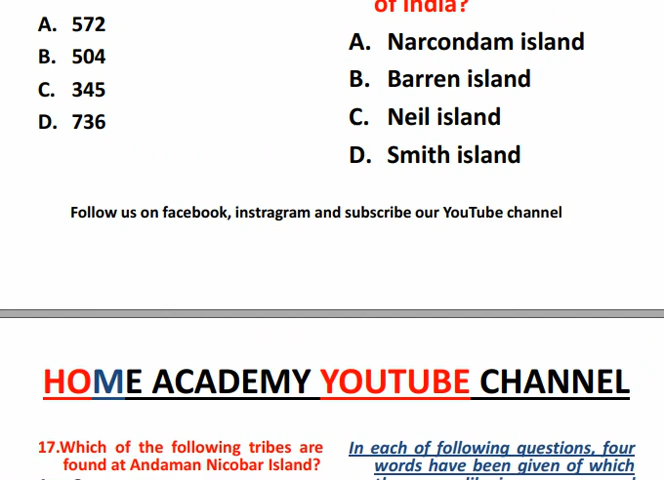 A. 572
B. 504
C. 345
D. 736
of India?
A. Narcondam island
B. Barren island
C. Neil island
D. Smith island
Follow us on facebook, instragram and subscribe our YouTube channel
HOME ACADEMY YOUTUBE CHANNEL
17.Which of the following tribes are
found at Andaman Nicobar Island?
In each of following questions, four
words have been given of which